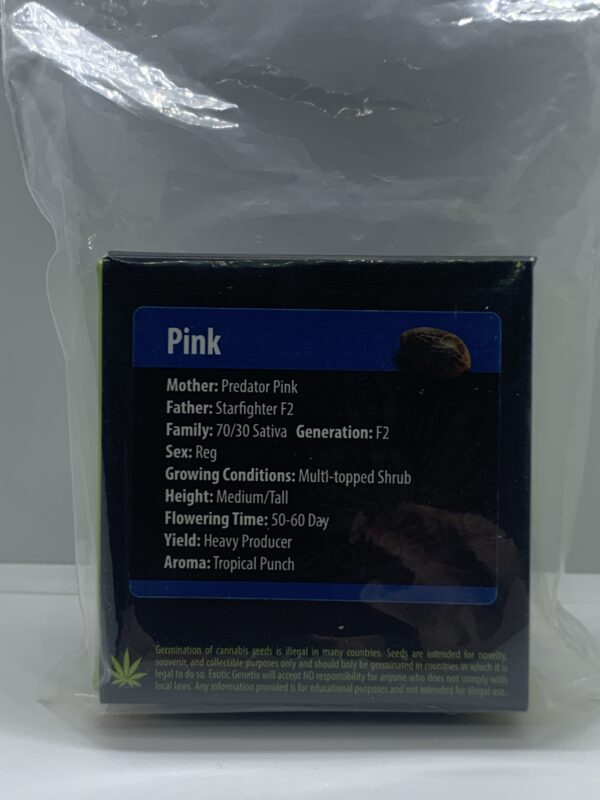 Pink
Mother: Predator Pink
Father: Starfighter F2
Family: 70/30 Sativa Generation: F2
Sex: Reg
Growing Conditions: Multi-topped Shrub
Height: Medium/Tall
Flowering Time: 50-60 Day
Yield: Heavy Producer
Aroma: Tropical Punch
Germination of cannabis seeds is illegal in many countries. Seeds are intended for novelty,
souvenir, and collectible purposes only and should only be germinated in countries in which it is
legal to do so. Exotic Genetix will accept NO responsibility for anyone who does not comply with
local laws. Any information provided is for educational purposes and not intended for illegal use.